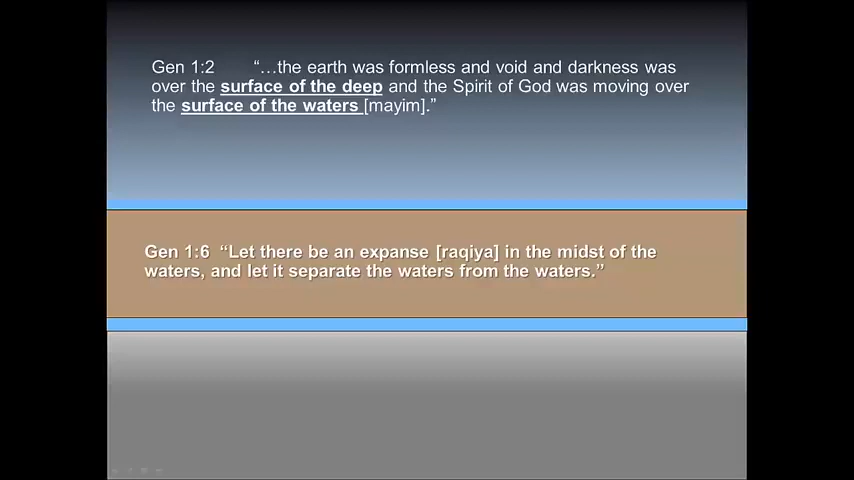 Gen 1:2 “…the earth was formless and void and darkness was
over the surface of the deep and the Spirit of God was moving over
the surface of the waters [mayim].”
Gen 1:6 “Let there be an expanse [raqiya] in the midst of the
waters, and let it separate the waters from the waters.”